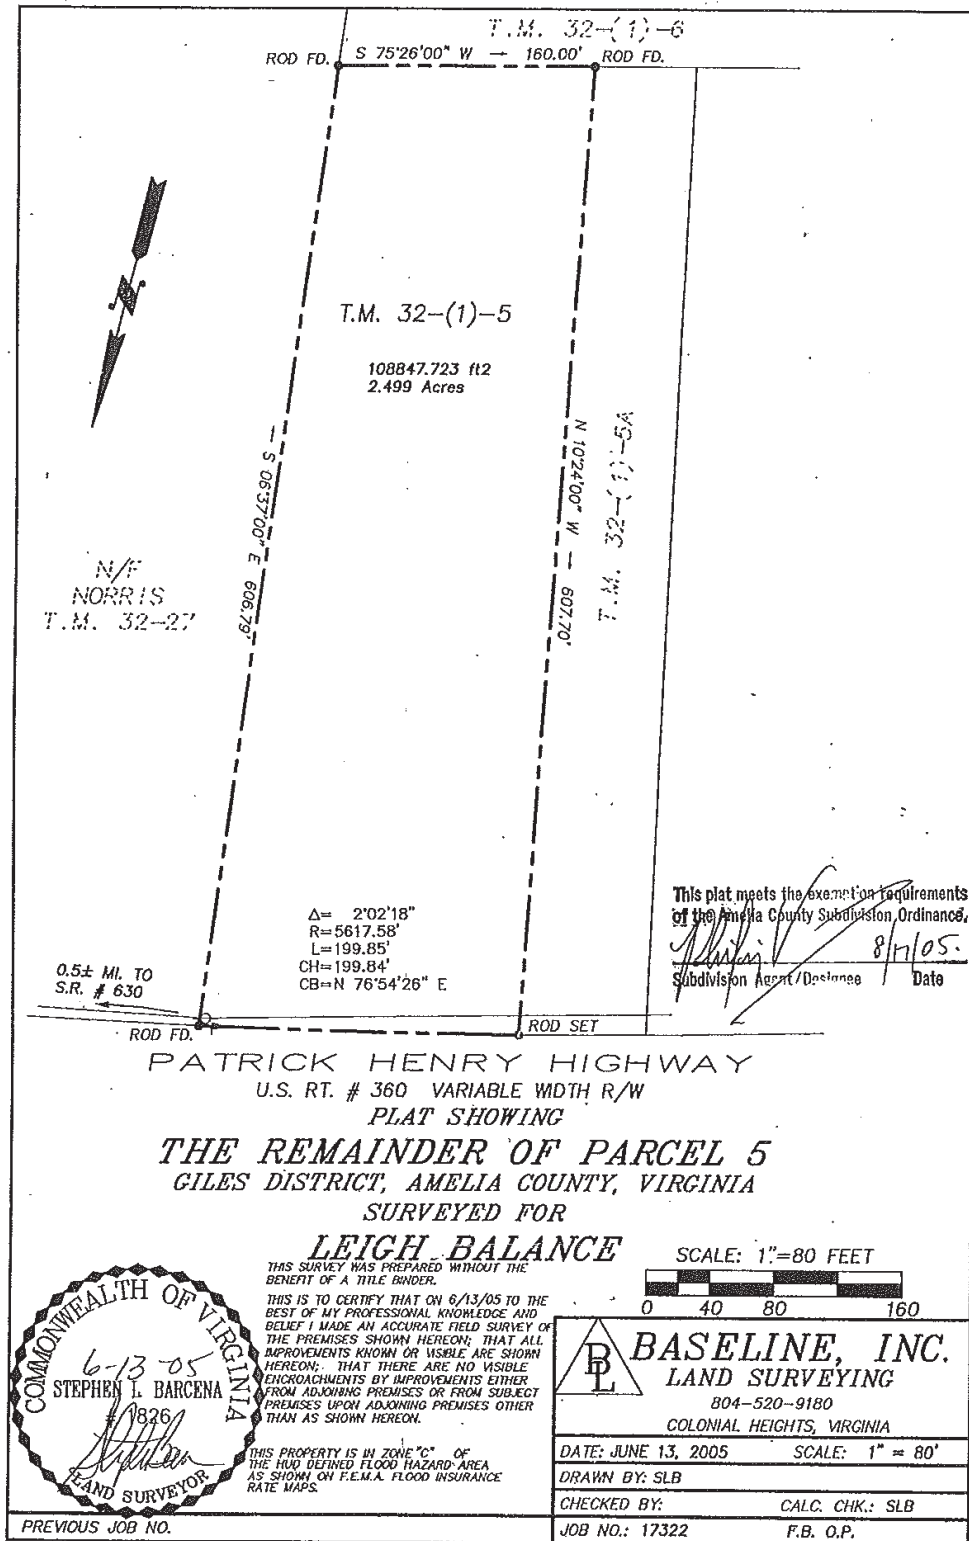 T.M. 32-(1)-6
ROD FD.
S 75°26'00" W — 160.00'
ROD FD.
T.M. 32-(1)-5
108847.723 ft2
2.499 Acres
S 06°37'00" E 606.79'
N 10°24'00" W — 607.70'
T.M. 32-(1)-5A
N/F
NORRIS
T.M. 32-27
Δ= 2°02'18"
R=5617.58'
L=199.85'
CH=199.84'
CB=N 76°54'26" E
This plat meets the exemption requirements
of the Amelia County Subdivision Ordinance.
8/17/05.
Subdivision Agent/Designee Date
0.5± MI. TO
S.R. # 630
ROD FD.
ROD SET
PATRICK HENRY HIGHWAY
U.S. RT. # 360 VARIABLE WIDTH R/W
PLAT SHOWING
THE REMAINDER OF PARCEL 5
GILES DISTRICT, AMELIA COUNTY, VIRGINIA
SURVEYED FOR
LEIGH BALANCE
THIS SURVEY WAS PREPARED WITHOUT THE
BENEFIT OF A TITLE BINDER.
THIS IS TO CERTIFY THAT ON 6/13/05 TO THE
BEST OF MY PROFESSIONAL KNOWLEDGE AND
BELIEF I MADE AN ACCURATE FIELD SURVEY OF
THE PREMISES SHOWN HEREON; THAT ALL
IMPROVEMENTS KNOWN OR VISIBLE ARE SHOWN
HEREON; THAT THERE ARE NO VISIBLE
ENCROACHMENTS BY IMPROVEMENTS EITHER
FROM ADJOINING PREMISES OR FROM SUBJECT
PREMISES UPON ADJOINING PREMISES OTHER
THAN AS SHOWN HEREON.
THIS PROPERTY IS IN ZONE "C" OF
THE HUD DEFINED FLOOD HAZARD AREA
AS SHOWN ON F.E.M.A. FLOOD INSURANCE
RATE MAPS.
COMMONWEALTH OF VIRGINIA
6-13-05
STEPHEN L. BARCENA
# 1826
LAND SURVEYOR
SCALE: 1"=80 FEET
0 40 80 160
BL
BASELINE, INC.
LAND SURVEYING
804-520-9180
COLONIAL HEIGHTS, VIRGINIA
DATE: JUNE 13, 2005 SCALE: 1" = 80'
DRAWN BY: SLB
CHECKED BY: CALC. CHK.: SLB
PREVIOUS JOB NO.
JOB NO.: 17322 F.B. O.P.